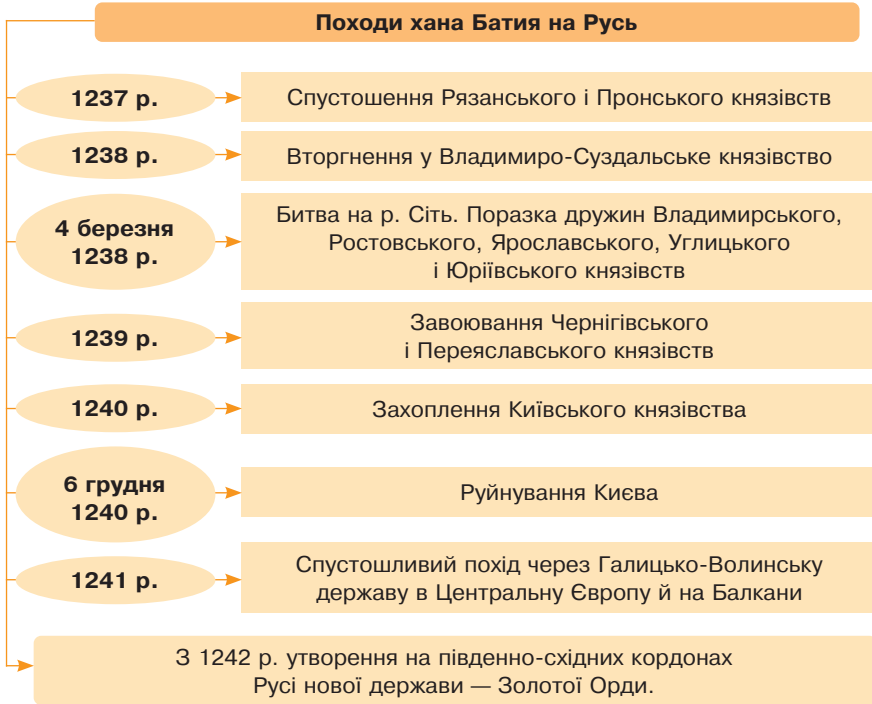 Походи хана Батия на Русь
1237 р.
Спустошення Рязанського і Пронського князівств
1238 р.
Вторгнення у Владимиро-Суздальське князівство
4 березня
1238 р.
Битва на р. Сіть. Поразка дружин Владимирського,
Ростовського, Ярославського, Углицького
і Юріївського князівств
1239 р.
Завоювання Чернігівського
і Переяславського князівств
1240 р.
Захоплення Київського князівства
6 грудня
1240 р.
Руйнування Києва
1241 р.
Спустошливий похід через Галицько-Волинську
державу в Центральну Європу й на Балкани
З 1242 р. утворення на південно-східних кордонах
Русі нової держави — Золотої Орди.